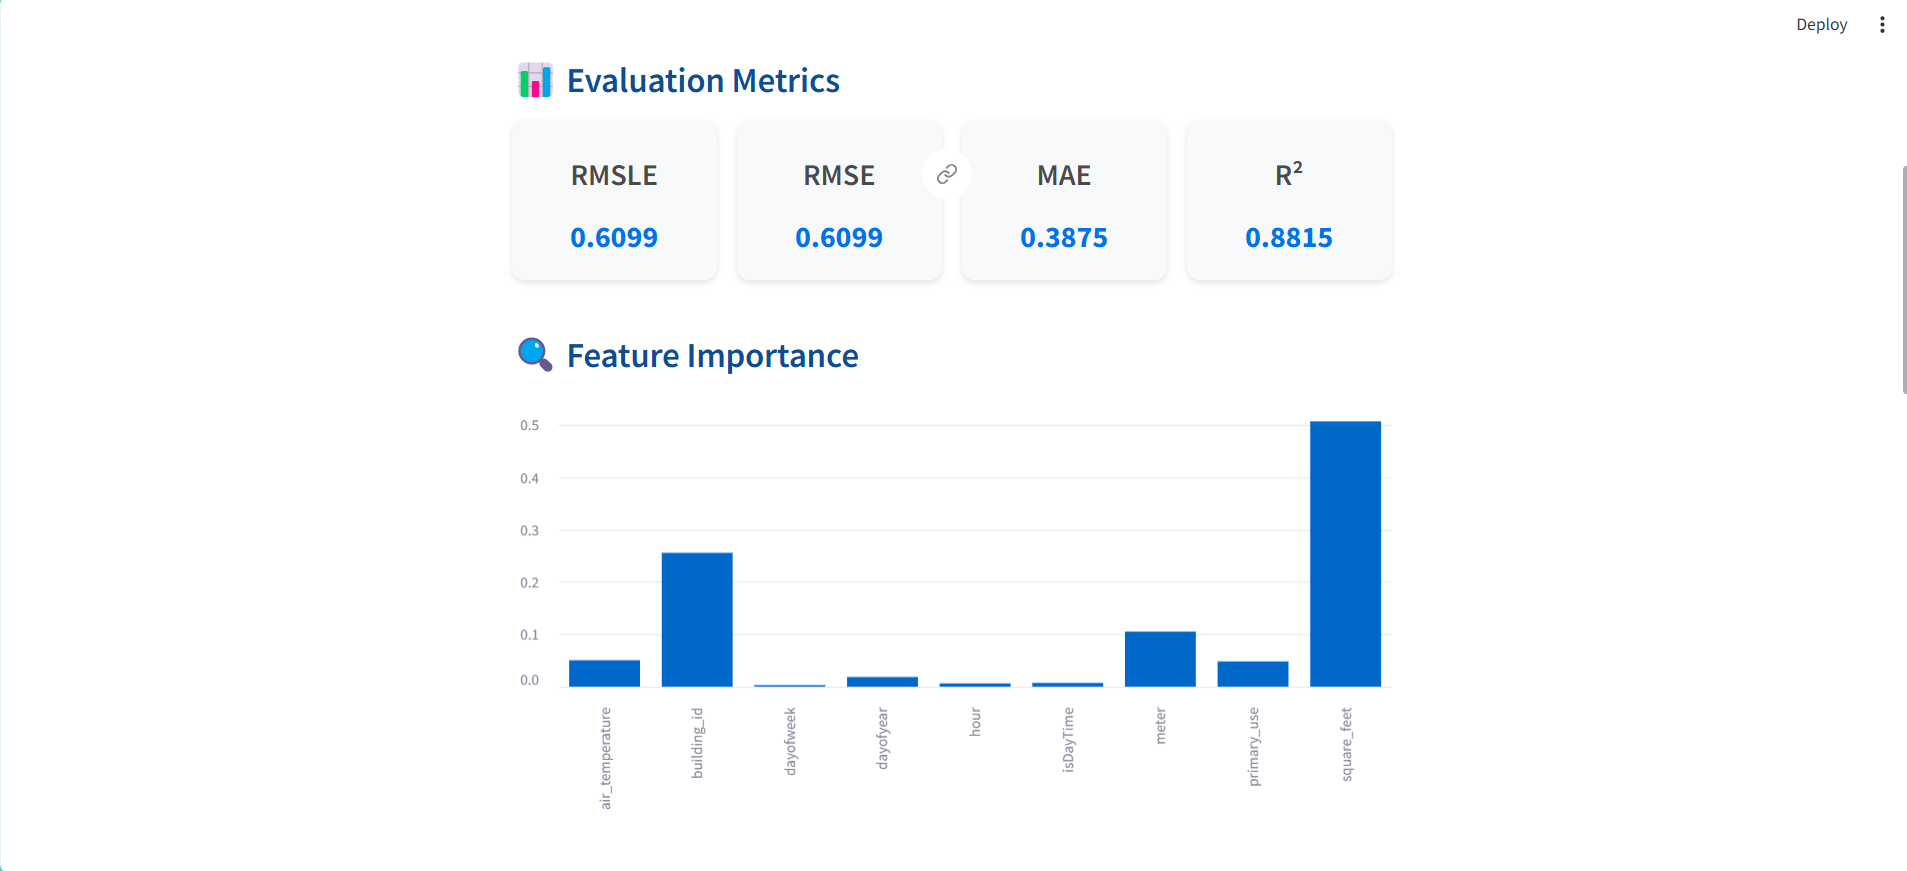 Deploy
Evaluation Metrics
RMSLE
0.6099
RMSE
0.6099
MAE
0.3875
R²
0.8815
Feature Importance
0.5
0.4
0.3
0.2
0.1
0.0
air_temperature
building_id
dayofweek
dayofyear
hour
isDayTime
meter
primary_use
square_feet